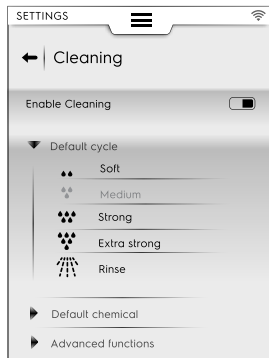 SETTINGS
Cleaning
Enable Cleaning
Default cycle
Soft
Medium
Strong
Extra strong
Rinse
Default chemical
Advanced functions